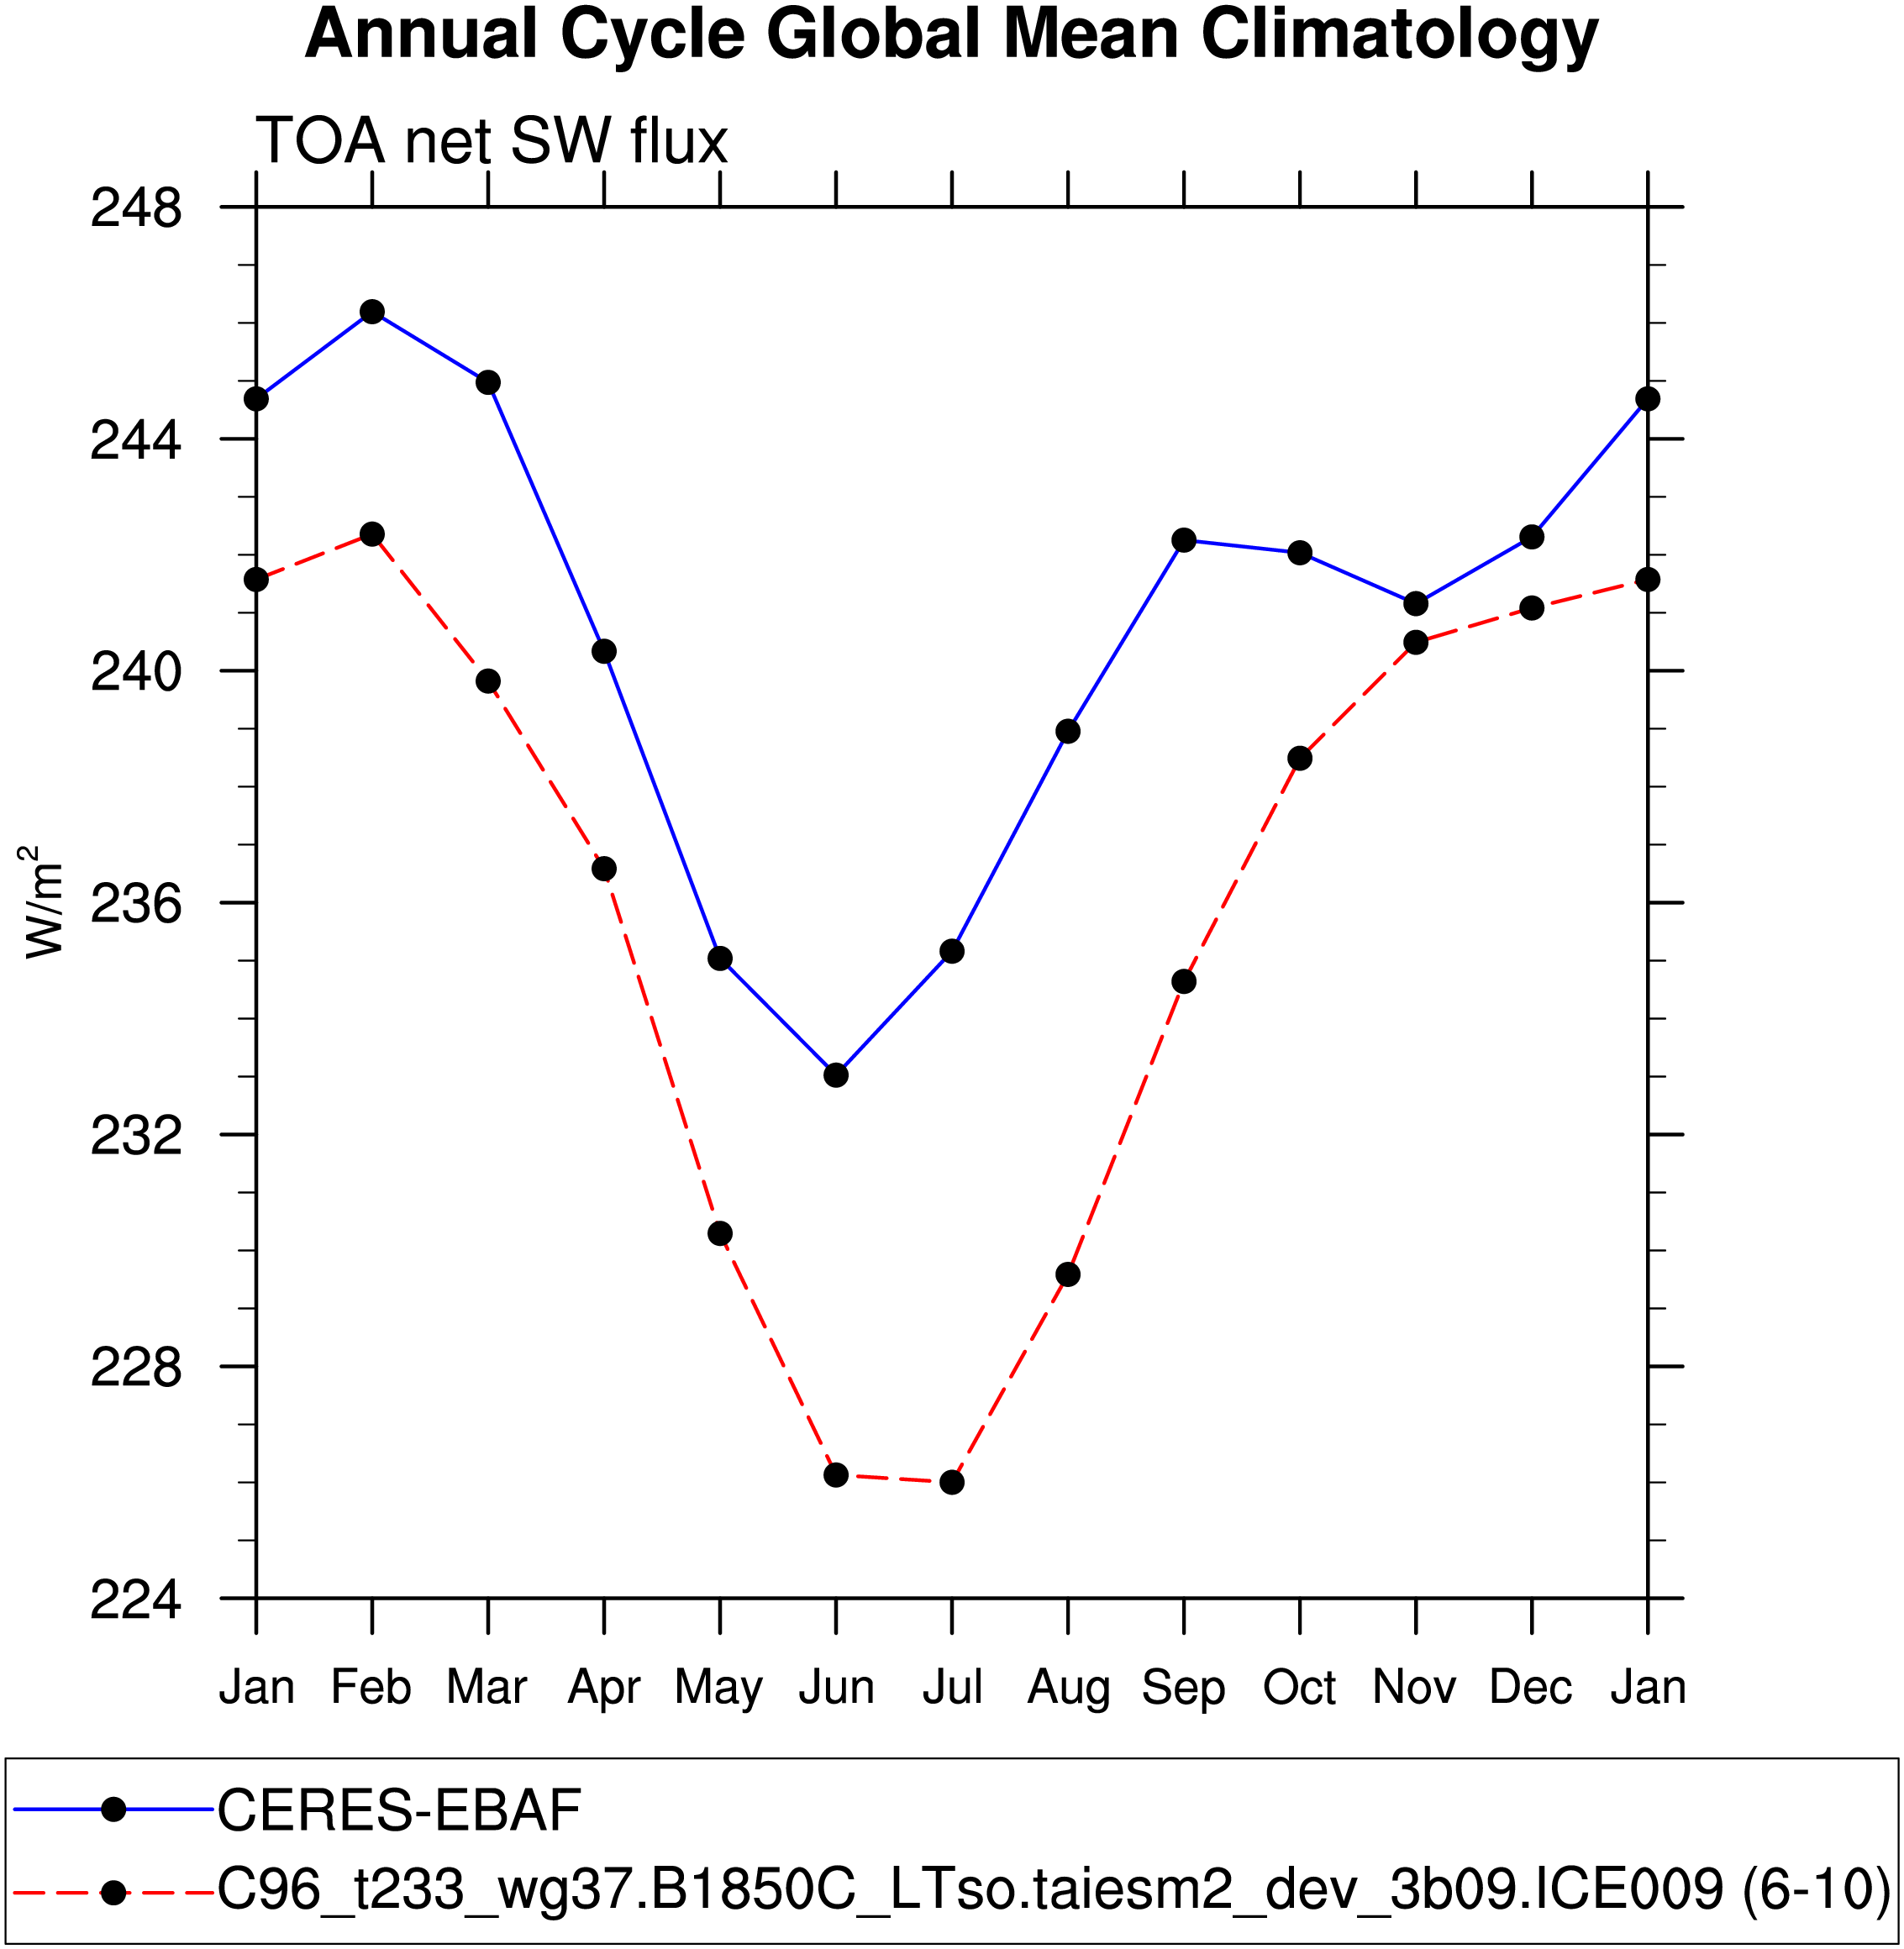 Annual Cycle Global Mean Climatology
TOA net SW flux
248
244
240
236
232
228
224
W/m²
Jan Feb Mar Apr May Jun Jul Aug Sep Oct Nov Dec Jan
CERES-EBAF
C96_t233_wg37.B1850C_LTso.taiesm2_dev_3b09.ICE009 (6-10)